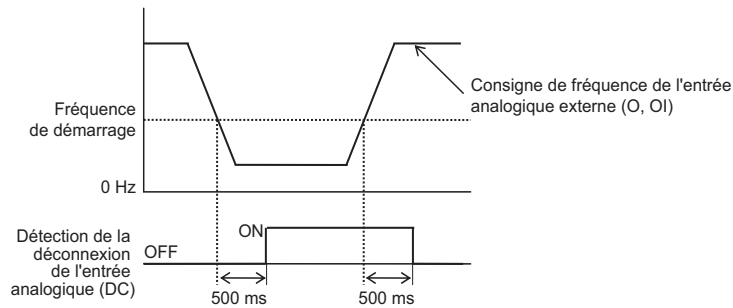 Consigne de fréquence de l'entrée
analogique externe (O, OI)
Fréquence
de démarrage
0 Hz
Détection de la
déconnexion
de l'entrée
analogique (DC)
OFF
ON
500 ms
500 ms